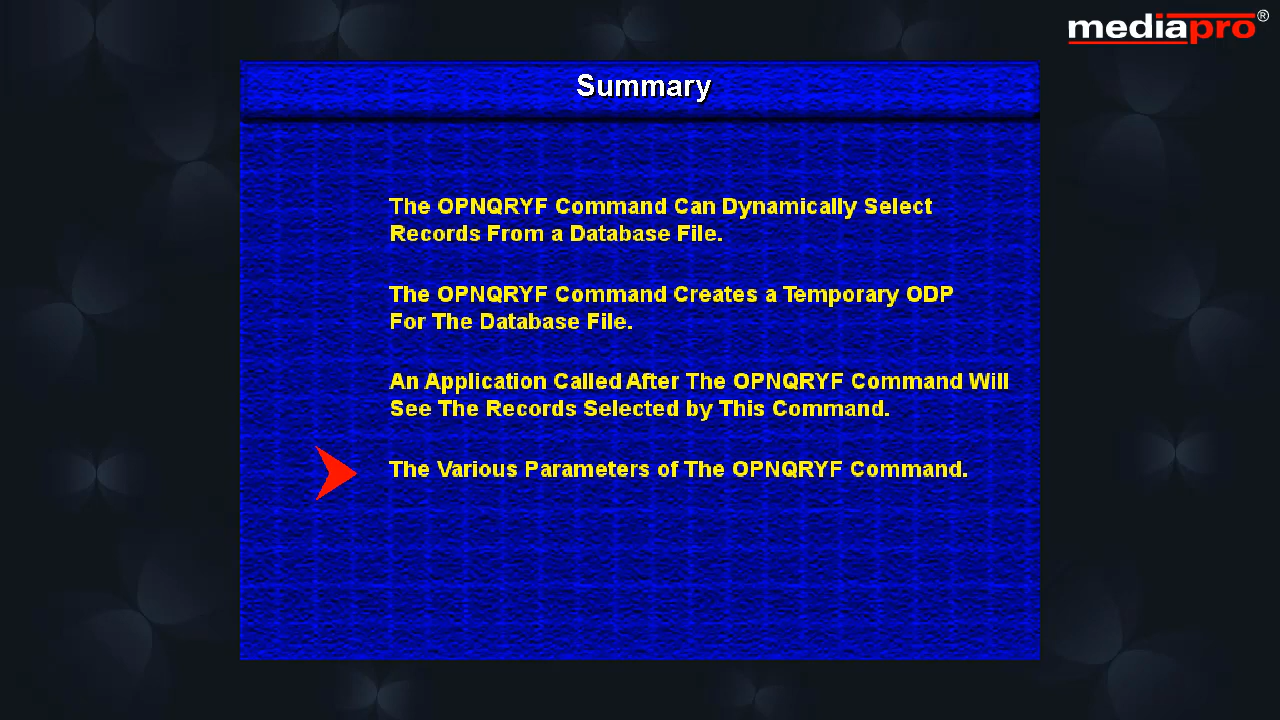 mediapro®
Summary
The OPNQRYF Command Can Dynamically Select
Records From a Database File.
The OPNQRYF Command Creates a Temporary ODP
For The Database File.
An Application Called After The OPNQRYF Command Will
See The Records Selected by This Command.
The Various Parameters of The OPNQRYF Command.